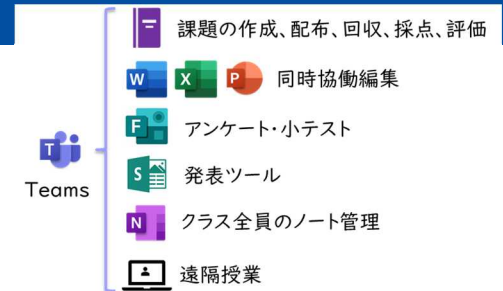 課題の作成、配布、回収、採点、評価
W X P 同時協働編集
F アンケート・小テスト
T
Teams
S 発表ツール
N クラス全員のノート管理
遠隔授業